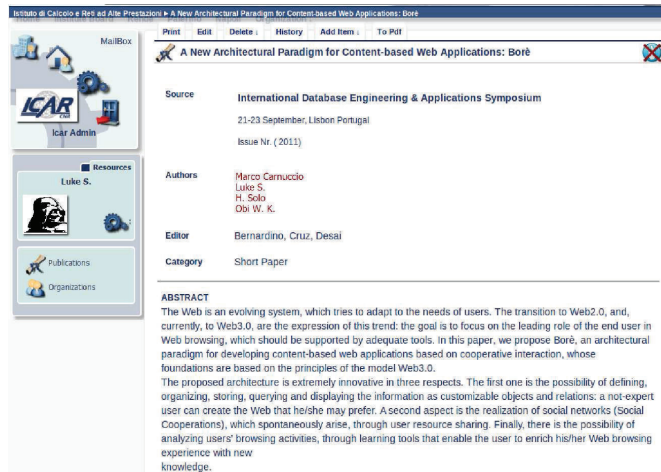 Istituto di Calcolo e Reti ad Alte Prestazioni ▸ A New Architectural Paradigm for Content-based Web Applications: Borè
MailBox
ICAR
CNR
Icar Admin
Resources
Luke S.
Publications
Organizations
Print Edit Delete ↓ History Add Item ↓ To Pdf
A New Architectural Paradigm for Content-based Web Applications: Borè
Source International Database Engineering & Applications Symposium
21-23 September, Lisbon Portugal
Issue Nr. ( 2011)
Authors Marco Carnuccio
Luke S.
H. Solo
Obi W. K.
Editor Bernardino, Cruz, Desai
Category Short Paper
ABSTRACT
The Web is an evolving system, which tries to adapt to the needs of users. The transition to Web2.0, and,
currently, to Web3.0, are the expression of this trend: the goal is to focus on the leading role of the end user in
Web browsing, which should be supported by adequate tools. In this paper, we propose Borè, an architectural
paradigm for developing content-based web applications based on cooperative interaction, whose
foundations are based on the principles of the model Web3.0.
The proposed architecture is extremely innovative in three respects. The first one is the possibility of defining,
organizing, storing, querying and displaying the information as customizable objects and relations: a not-expert
user can create the Web that he/she may prefer. A second aspect is the realization of social networks (Social
Cooperations), which spontaneously arise, through user resource sharing. Finally, there is the possibility of
analyzing users' browsing activities, through learning tools that enable the user to enrich his/her Web browsing
experience with new
knowledge.